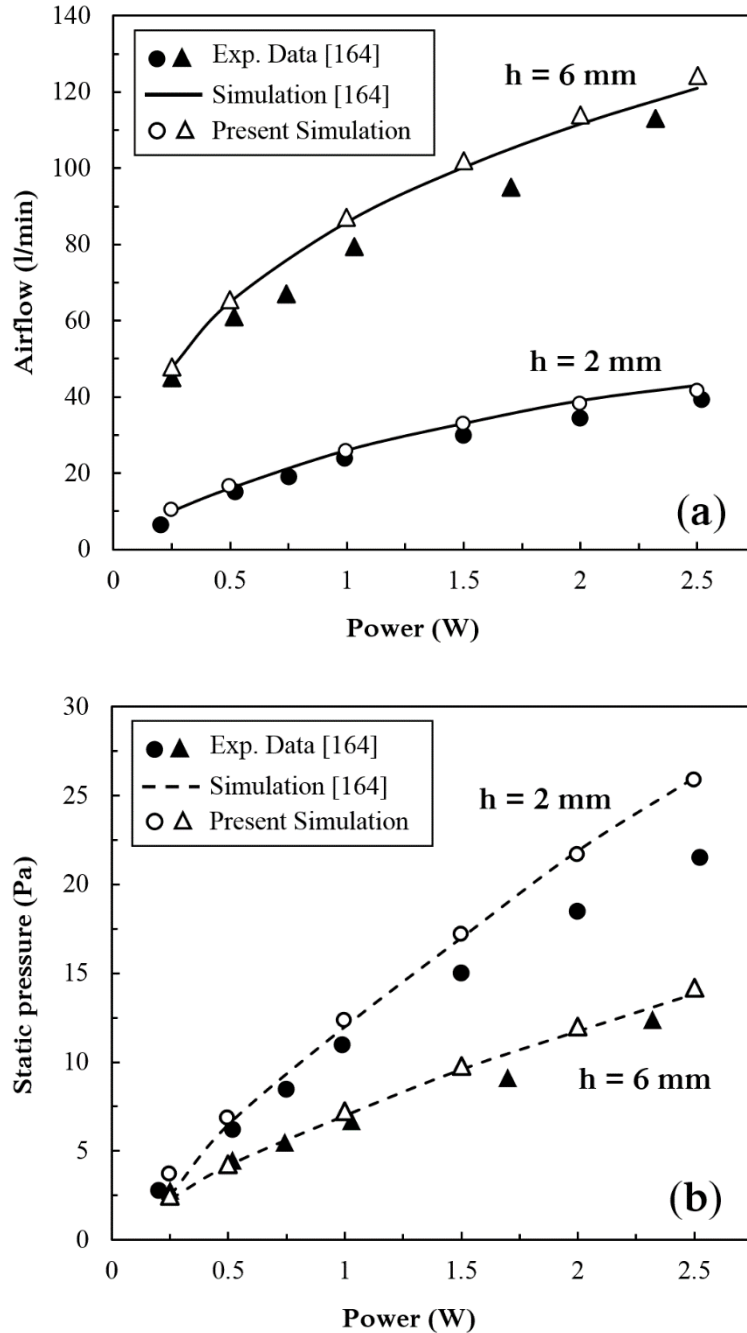 140
Exp. Data [164]
Simulation [164]
Present Simulation
h = 6 mm
120
100
80
60
40
20
0
Airflow (l/min)
h = 2 mm
(a)
0 0.5 1 1.5 2 2.5
Power (W)
30
Exp. Data [164]
Simulation [164]
Present Simulation
h = 2 mm
25
20
15
10
5
0
Static pressure (Pa)
h = 6 mm
(b)
0 0.5 1 1.5 2 2.5
Power (W)